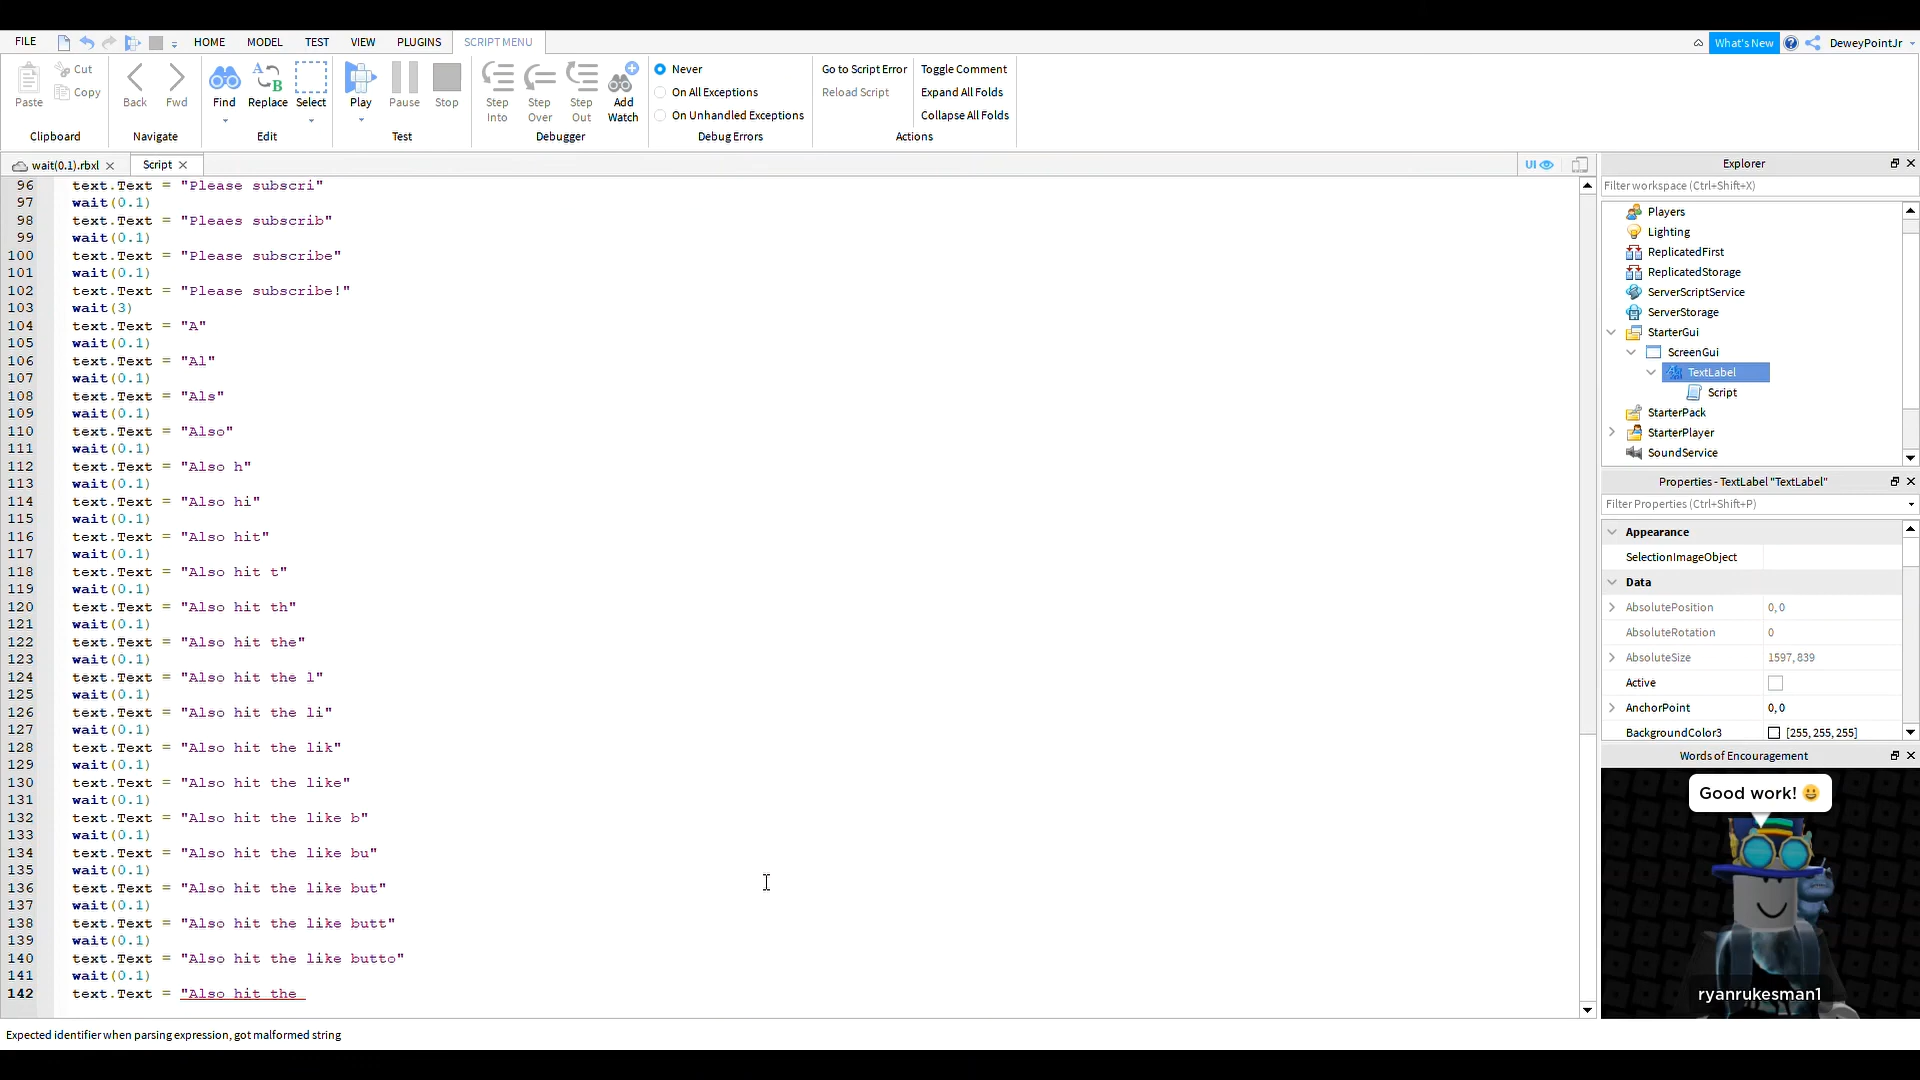 FILE HOME MODEL TEST VIEW PLUGINS SCRIPT MENU What's New DeweyPointJr
Paste Cut Copy Back Fwd Find Replace Select Play Pause Stop Step Into Step Over Step Out Add Watch
Never
On All Exceptions
On Unhandled Exceptions
Go to Script Error
Reload Script
Toggle Comment
Expand All Folds
Collapse All Folds
Clipboard Navigate Edit Test Debugger Debug Errors Actions
wait(0.1).rbxl Script UI
96 text.Text = "Please subscri"
97 wait(0.1)
98 text.Text = "Pleaes subscrib"
99 wait(0.1)
100 text.Text = "Please subscribe"
101 wait(0.1)
102 text.Text = "Please subscribe!"
103 wait(3)
104 text.Text = "A"
105 wait(0.1)
106 text.Text = "Al"
107 wait(0.1)
108 text.Text = "Als"
109 wait(0.1)
110 text.Text = "Also"
111 wait(0.1)
112 text.Text = "Also h"
113 wait(0.1)
114 text.Text = "Also hi"
115 wait(0.1)
116 text.Text = "Also hit"
117 wait(0.1)
118 text.Text = "Also hit t"
119 wait(0.1)
120 text.Text = "Also hit th"
121 wait(0.1)
122 text.Text = "Also hit the"
123 wait(0.1)
124 text.Text = "Also hit the l"
125 wait(0.1)
126 text.Text = "Also hit the li"
127 wait(0.1)
128 text.Text = "Also hit the lik"
129 wait(0.1)
130 text.Text = "Also hit the like"
131 wait(0.1)
132 text.Text = "Also hit the like b"
133 wait(0.1)
134 text.Text = "Also hit the like bu"
135 wait(0.1)
136 text.Text = "Also hit the like but"
137 wait(0.1)
138 text.Text = "Also hit the like butt"
139 wait(0.1)
140 text.Text = "Also hit the like butto"
141 wait(0.1)
142 text.Text = "Also hit the
Expected identifier when parsing expression, got malformed string
Explorer
Filter workspace (Ctrl+Shift+X)
Players
Lighting
ReplicatedFirst
ReplicatedStorage
ServerScriptService
ServerStorage
StarterGui
ScreenGui
TextLabel
Script
StarterPack
StarterPlayer
SoundService
Properties - TextLabel "TextLabel"
Filter Properties (Ctrl+Shift+P)
Appearance
SelectionImageObject
Data
AbsolutePosition 0, 0
AbsoluteRotation 0
AbsoluteSize 1597, 839
Active
AnchorPoint 0, 0
BackgroundColor3 [255, 255, 255]
Words of Encouragement
Good work! 😀
ryanrukesman1